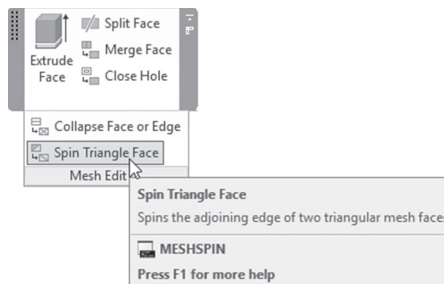 Split Face
Merge Face
Extrude
Face
Close Hole
Collapse Face or Edge
Spin Triangle Face
Mesh Edit
Spin Triangle Face
Spins the adjoining edge of two triangular mesh face
MESHSPIN
Press F1 for more help